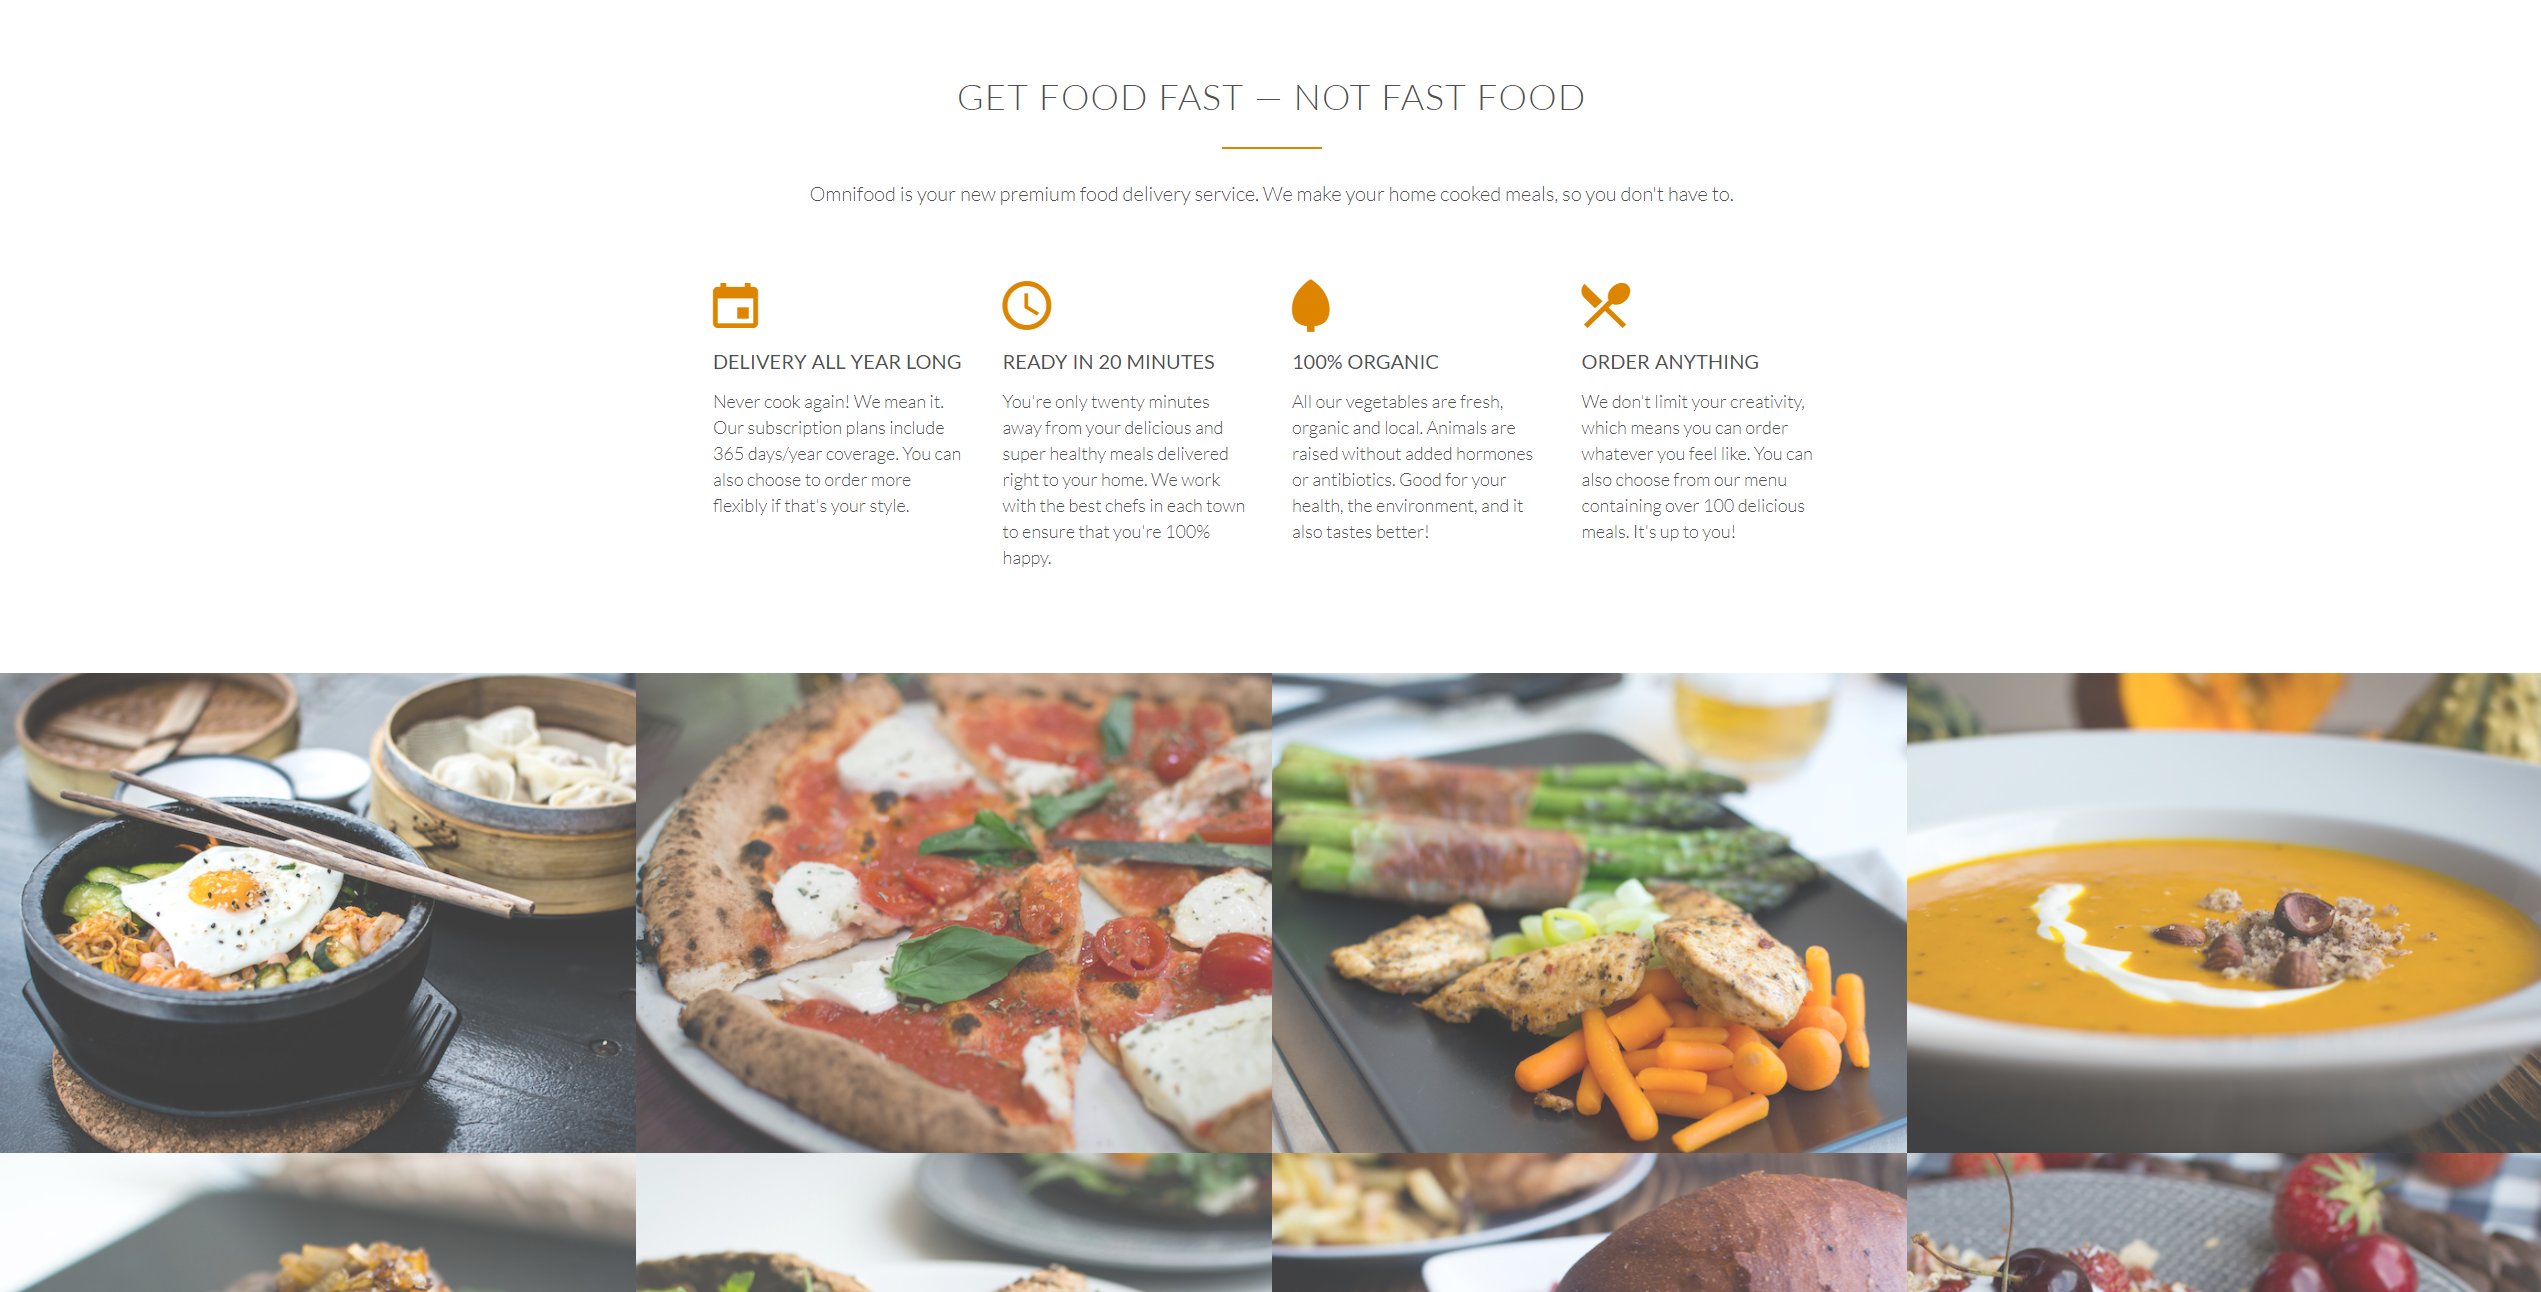 GET FOOD FAST — NOT FAST FOOD
Omnifood is your new premium food delivery service. We make your home cooked meals, so you don't have to.
DELIVERY ALL YEAR LONG
Never cook again! We mean it.
Our subscription plans include
365 days/year coverage. You can
also choose to order more
flexibly if that's your style.
READY IN 20 MINUTES
You're only twenty minutes
away from your delicious and
super healthy meals delivered
right to your home. We work
with the best chefs in each town
to ensure that you're 100%
happy.
100% ORGANIC
All our vegetables are fresh,
organic and local. Animals are
raised without added hormones
or antibiotics. Good for your
health, the environment, and it
also tastes better!
ORDER ANYTHING
We don't limit your creativity,
which means you can order
whatever you feel like. You can
also choose from our menu
containing over 100 delicious
meals. It's up to you!